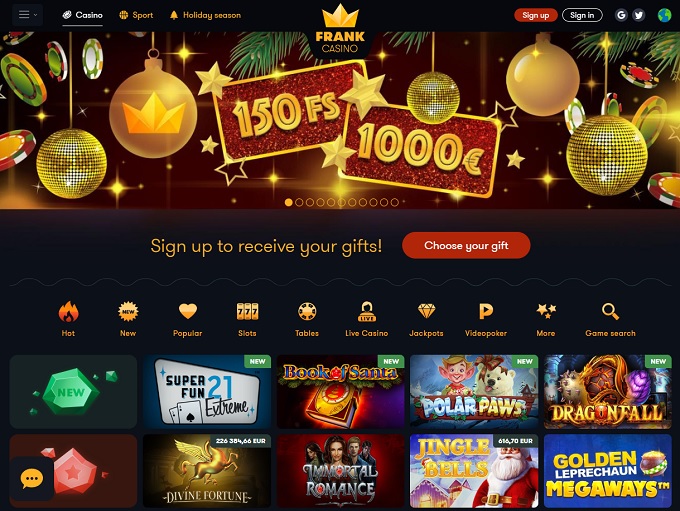 Casino
Sport
Holiday season
FRANK
CASINO
Sign up
Sign in
G
150 FS
1000€
Sign up to receive your gifts!
Choose your gift
NEW
777
LIVE
Hot
New
Popular
Slots
Tables
Live Casino
Jackpots
Videopoker
More
Game search
NEW
NEW
SUPER
FUN 21
Extreme
NEW
Book of Santa
NEW
POLAR PAWS
NEW
DRAGONFALL
226 384,66 EUR
DIVINE FORTUNE
IMMORTAL
ROMANCE
616,70 EUR
JINGLE
BELLS
GOLDEN
LEPRECHAUN
MEGAWAYS™